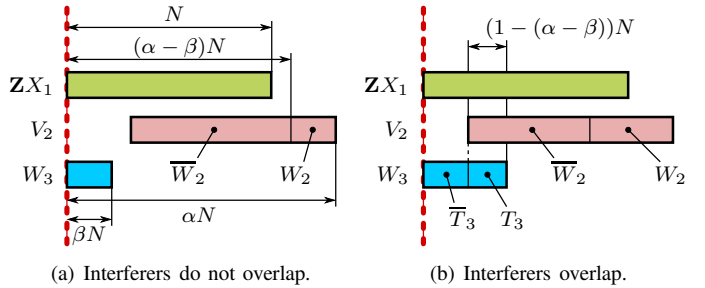 N
(α − β)N
ZX₁
V₂
W̅₂ W₂
W₃
βN
αN
(a) Interferers do not overlap.
(1 − (α − β))N
ZX₁
V₂
W̅₂ W₂
W₃
T̅₃ T₃
(b) Interferers overlap.